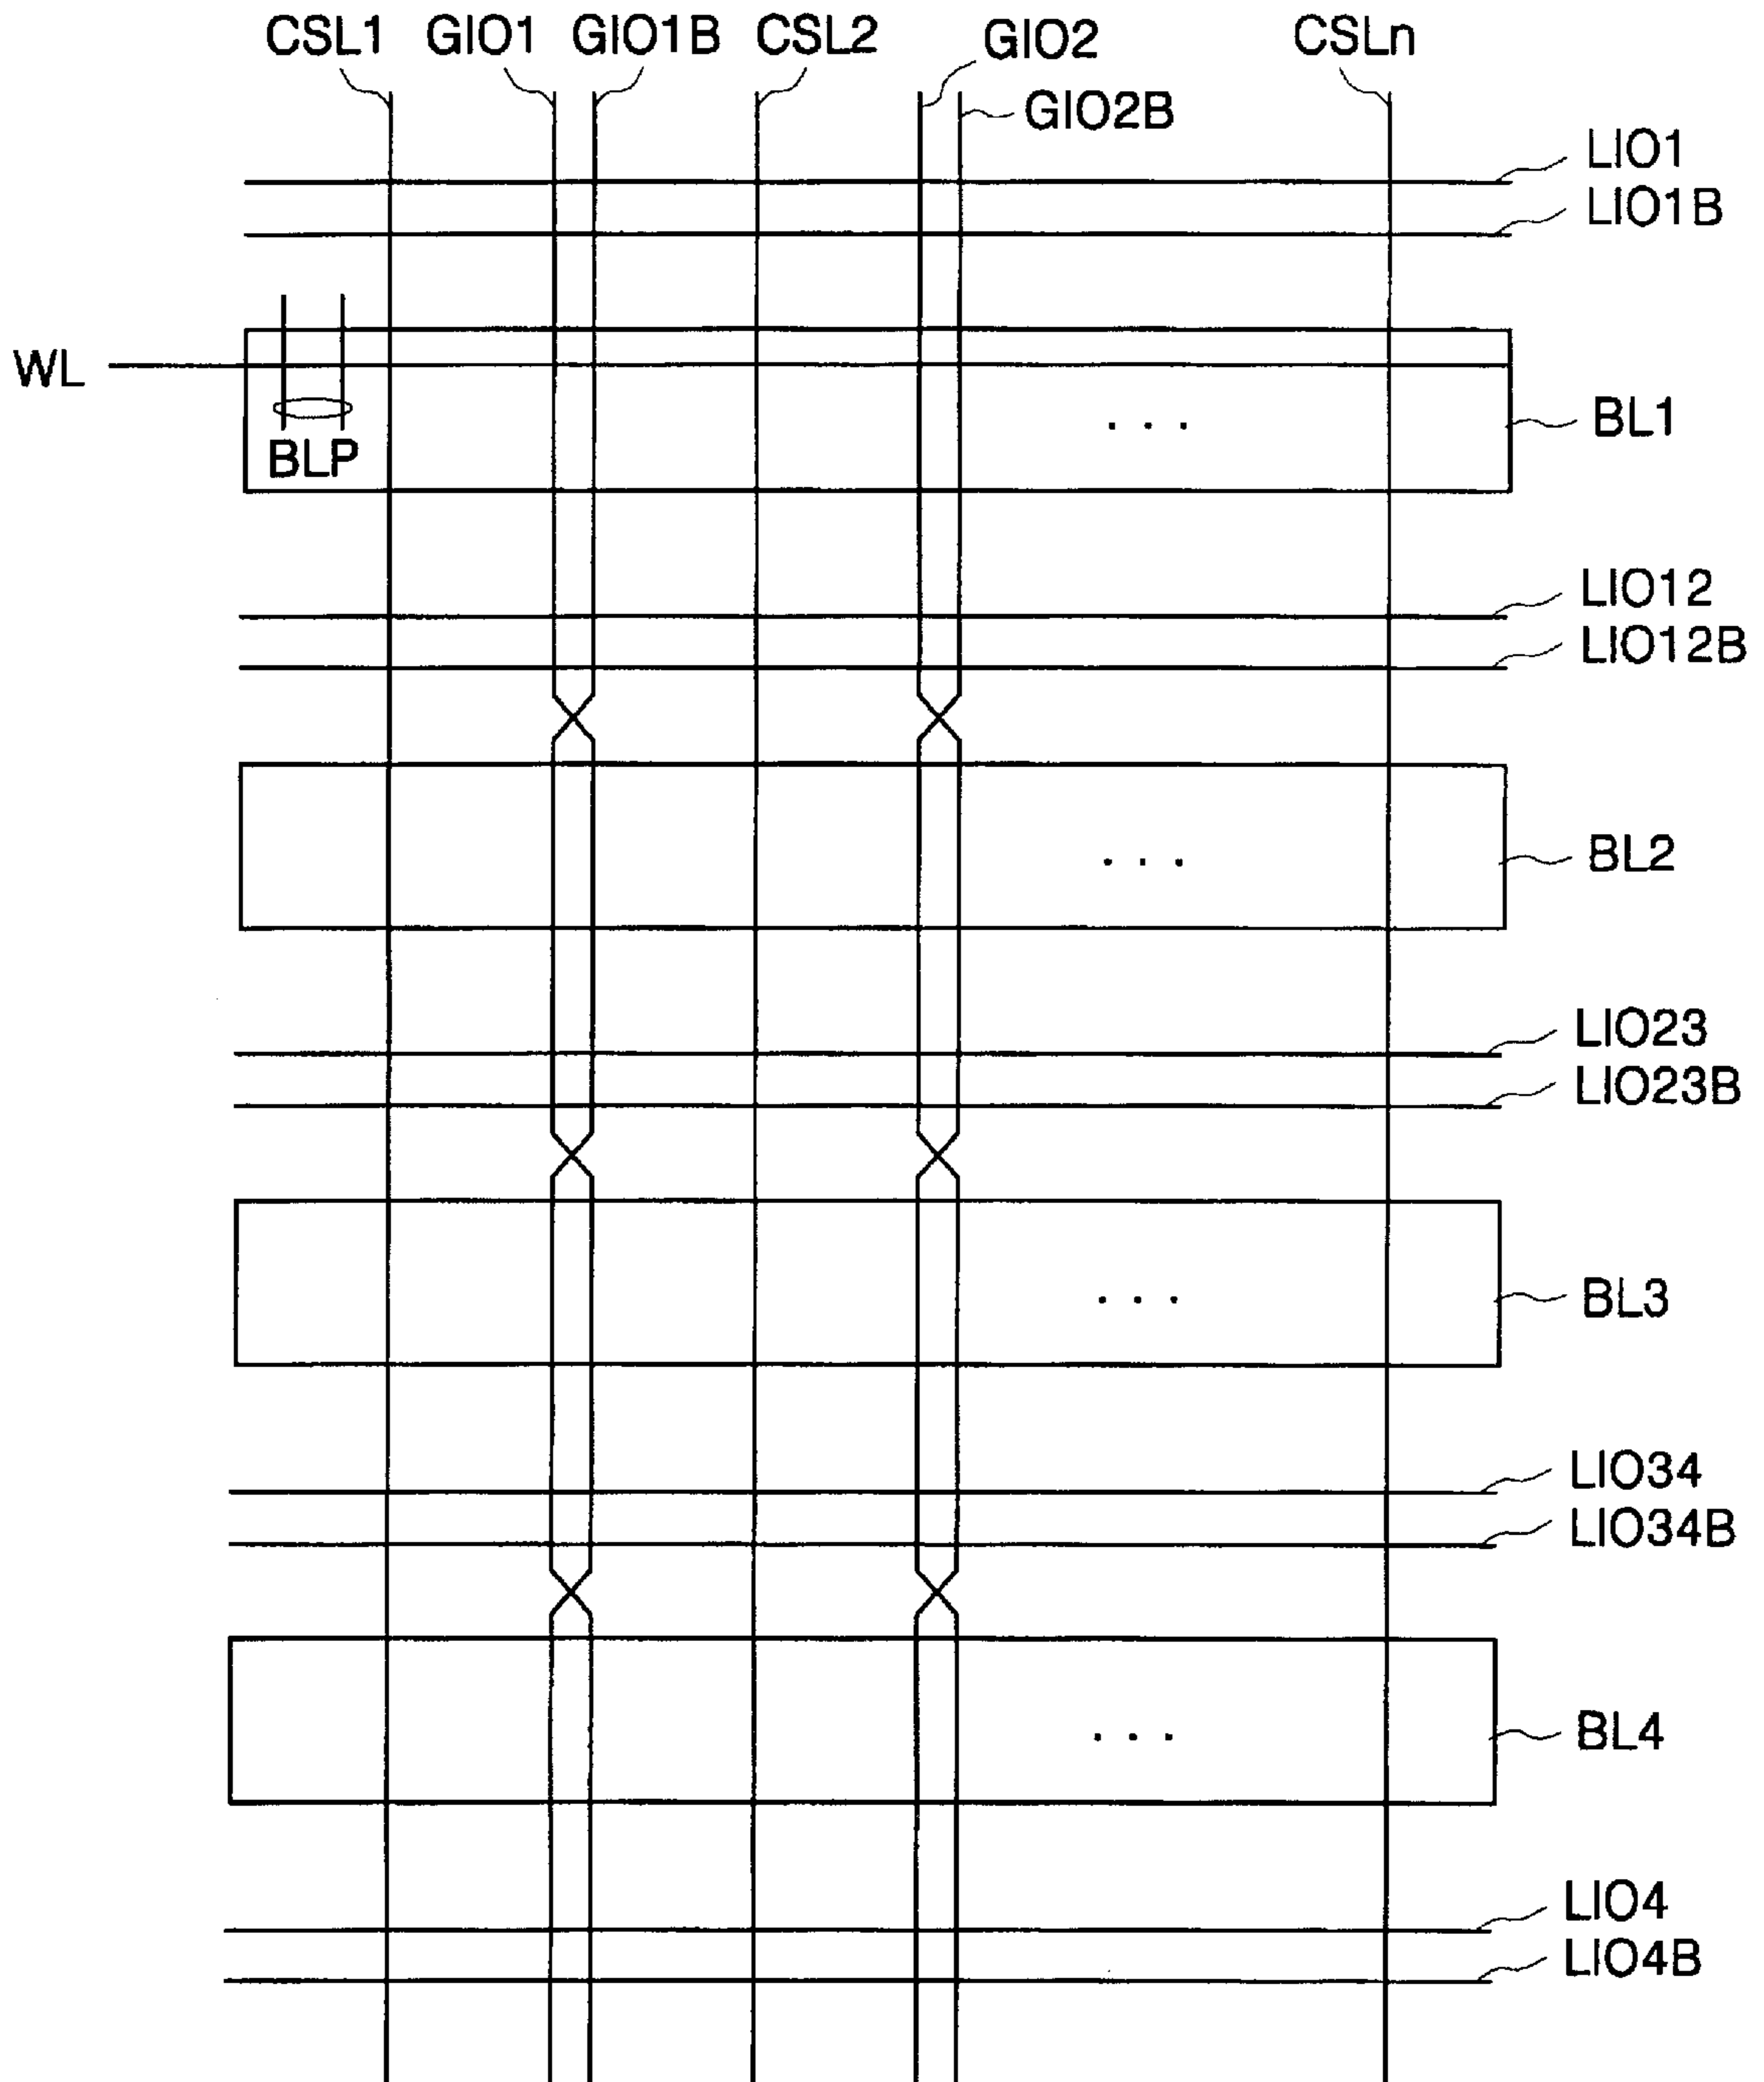 CSL1 GIO1 GIO1B CSL2 GIO2 CSLn
GIO2B
LIO1
LIO1B
WL
BLP
. . .
BL1
LIO12
LIO12B
. . .
BL2
LIO23
LIO23B
. . .
BL3
LIO34
LIO34B
. . .
BL4
LIO4
LIO4B